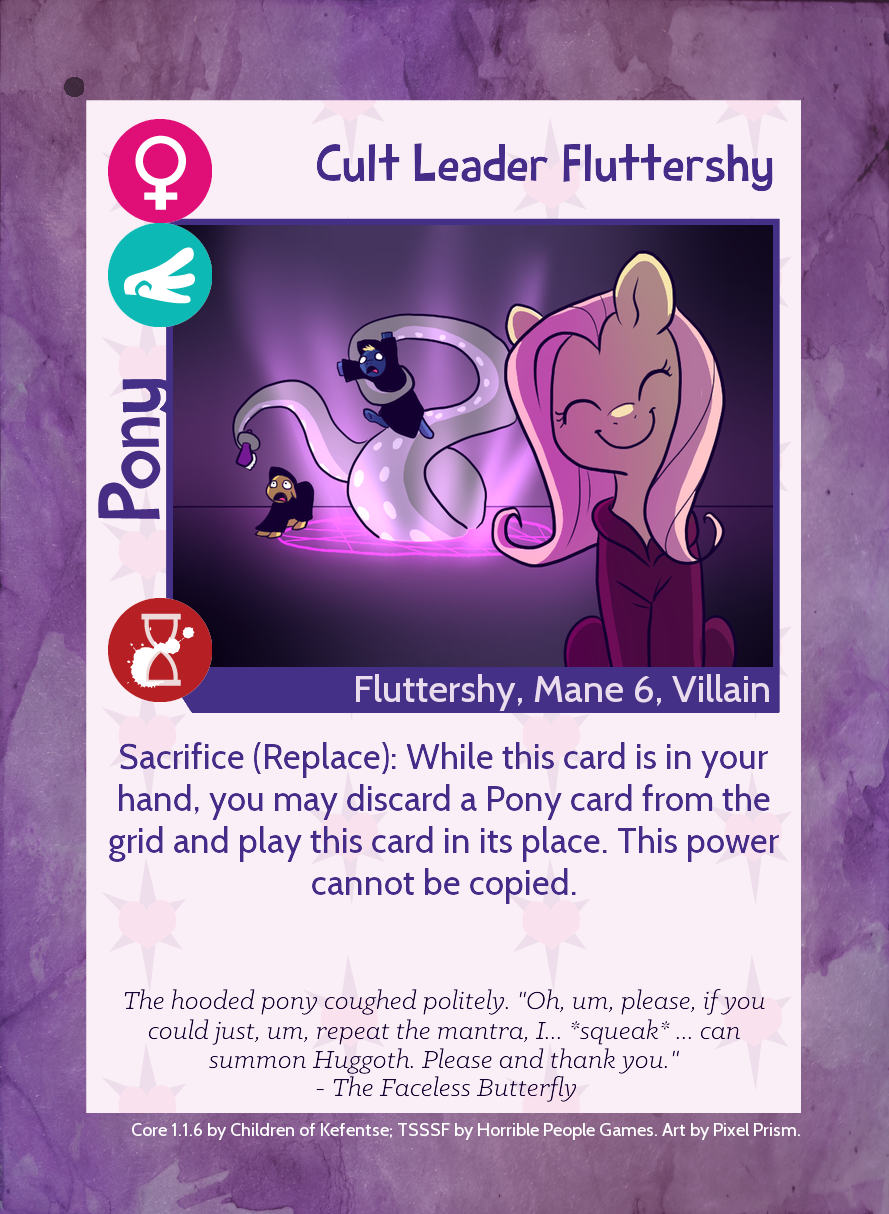 Cult Leader Fluttershy
Pony
Fluttershy, Mane 6, Villain
Sacrifice (Replace): While this card is in your
hand, you may discard a Pony card from the
grid and play this card in its place. This power
cannot be copied.
The hooded pony coughed politely. "Oh, um, please, if you
could just, um, repeat the mantra, I... *squeak* ... can
summon Huggoth. Please and thank you."
- The Faceless Butterfly
Core 1.1.6 by Children of Kefentse; TSSSF by Horrible People Games. Art by Pixel Prism.